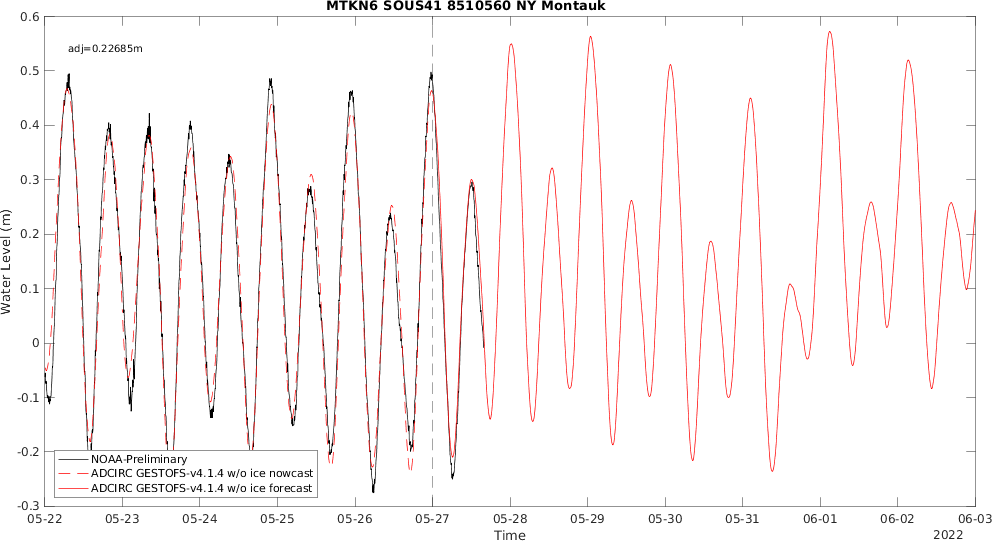 MTKN6 SOUS41 8510560 NY Montauk
adj=0.22685m
Water Level (m)
0.6
0.5
0.4
0.3
0.2
0.1
0
-0.1
-0.2
-0.3
NOAA-Preliminary
ADCIRC GESTOFS-v4.1.4 w/o ice nowcast
ADCIRC GESTOFS-v4.1.4 w/o ice forecast
05-22 05-23 05-24 05-25 05-26 05-27 05-28 05-29 05-30 05-31 06-01 06-02 06-03
Time
2022